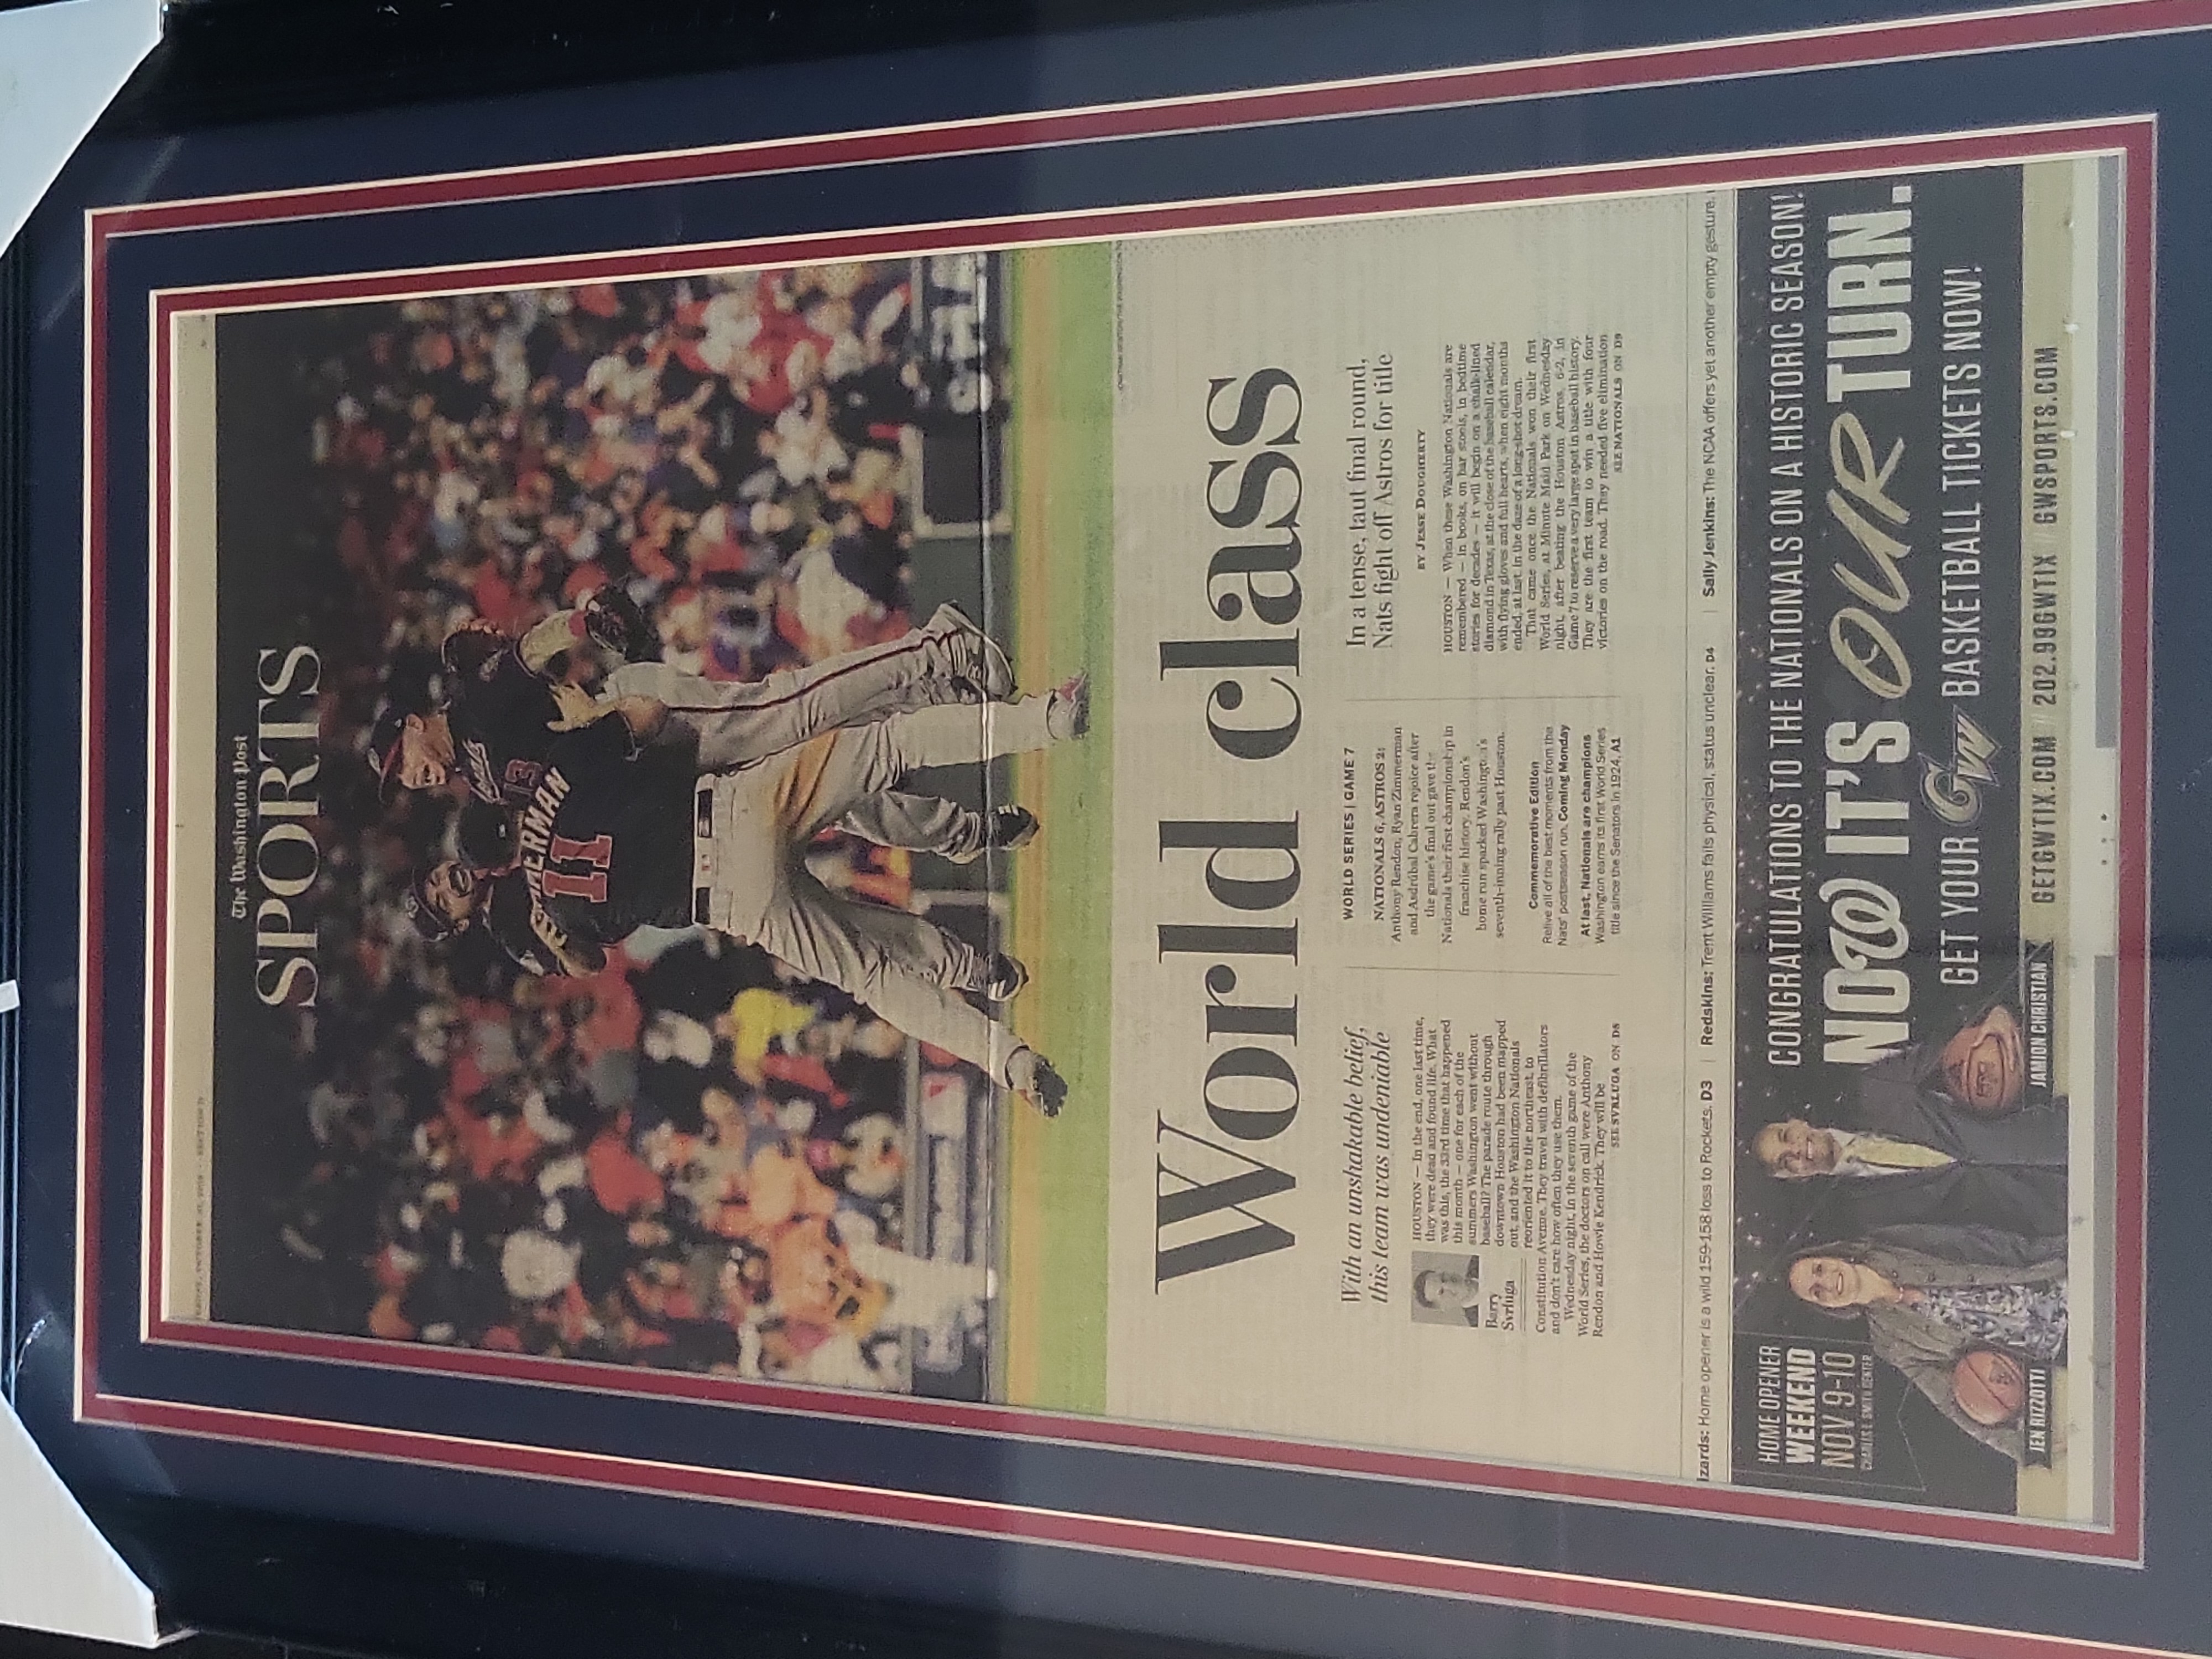 The Washington Post
SPORTS
ZIMMERMAN
11
13
World class
With an unshakable belief,
this team was undeniable
Barry
Svrluga
HOUSTON — In the end, one last time,
they were dead and found life. What
was this, the 33rd time that happened
this month — one for each of the
summers Washington went without
baseball? The parade route through
downtown Houston had been mapped
out, and the Washington Nationals
reoriented it to the northeast, to
Constitution Avenue. They travel with defibrillators
and don't care how often they use them.
Wednesday night, in the seventh game of the
World Series, the doctors on call were Anthony
Rendon and Howie Kendrick. They will be
SEE SVRLUGA ON D8
WORLD SERIES | GAME 7
NATIONALS 6, ASTROS 2:
Anthony Rendon, Ryan Zimmerman
and Asdrúbal Cabrera rejoice after
the game's final out gave the
Nationals their first championship in
franchise history. Rendon's
home run sparked Washington's
seventh-inning rally past Houston.
Commemorative Edition
Relive all of the best moments from the
Nats' postseason run. Coming Monday
At last, Nationals are champions
Washington earns its first World Series
title since the Senators in 1924. A1
In a tense, taut final round,
Nats fight off Astros for title
BY JESSE DOUGHERTY
HOUSTON — When these Washington Nationals are
remembered — in books, on bar stools, in bedtime
stories for decades — it will begin on a chalk-lined
diamond in Texas, at the close of the baseball calendar,
with flying gloves and full hearts, when eight months
ended, at last, in the daze of a long-shot dream.
That came once the Nationals won their first
World Series, at Minute Maid Park on Wednesday
night, after beating the Houston Astros, 6-2, in
Game 7 to reserve a very large spot in baseball history.
They are the first team to win a title with four
victories on the road. They needed five elimination
SEE NATIONALS ON D9
izards: Home opener is a wild 159-158 loss to Rockets. D3 | Redskins: Trent Williams fails physical, status unclear. D4 | Sally Jenkins: The NCAA offers yet another empty gesture.
HOME OPENER
WEEKEND
NOV 9-10
CHARLES E. SMITH CENTER
JEN RIZZOTTI
JAMION CHRISTIAN
CONGRATULATIONS TO THE NATIONALS ON A HISTORIC SEASON!
NOW IT'S OUR TURN.
GET YOUR GW BASKETBALL TICKETS NOW!
GETGWTIX.COM // 202.99GWTIX // GWSPORTS.COM